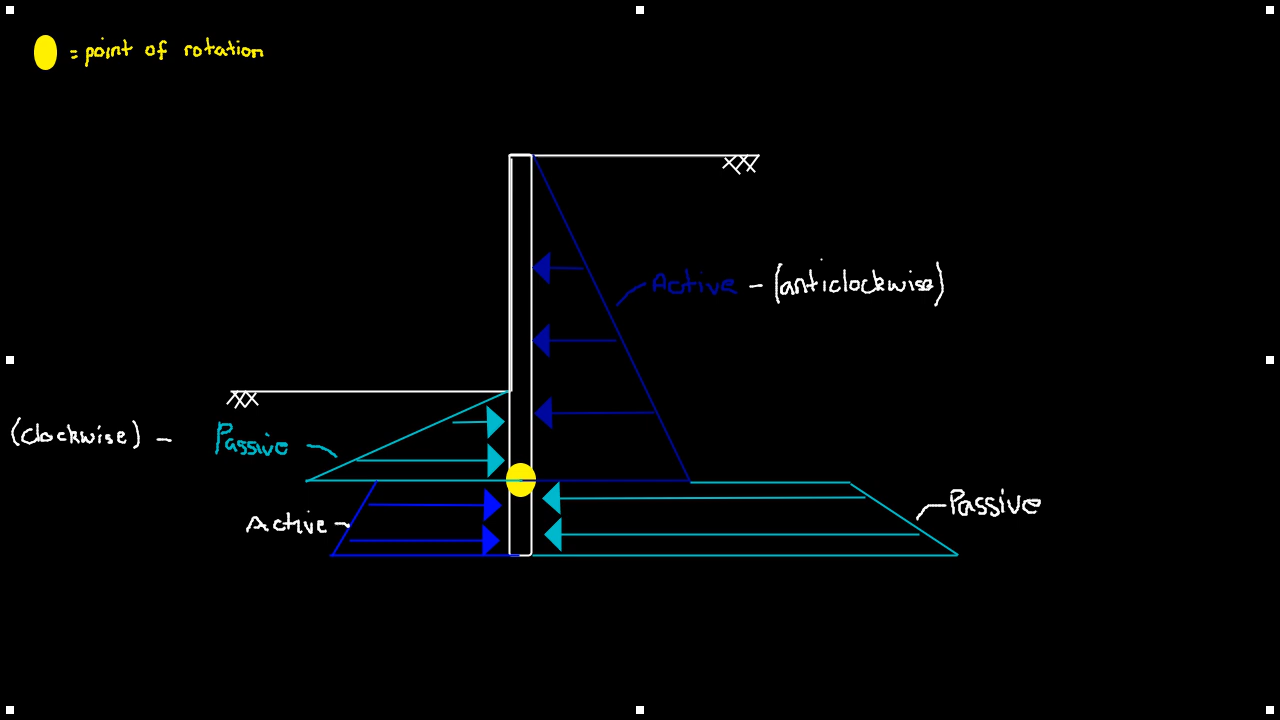 = point of rotation
Active - (anticlockwise)
(clockwise) - Passive
Active -
Passive